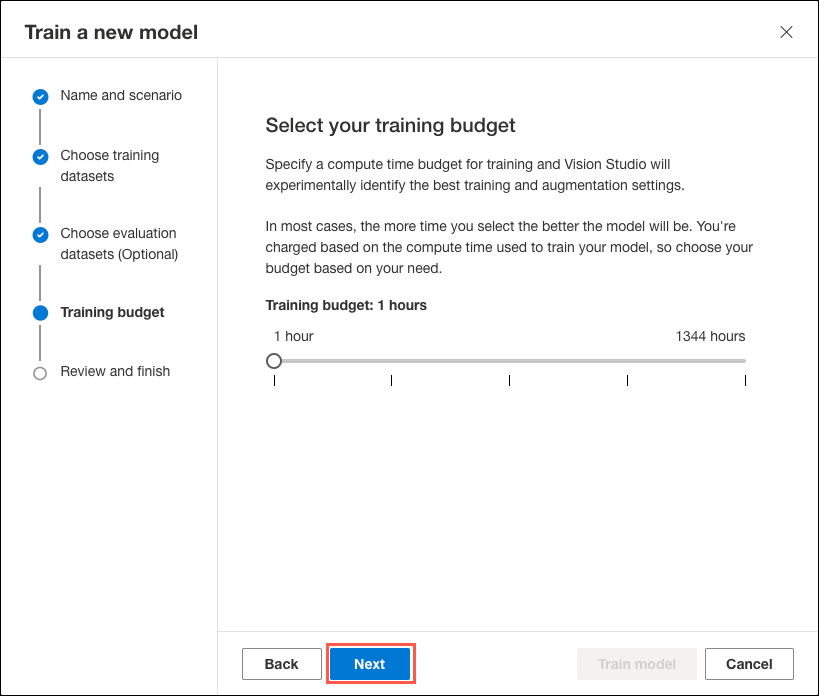 Train a new model
Name and scenario
Choose training
datasets
Choose evaluation
datasets (Optional)
Training budget
Review and finish
Select your training budget
Specify a compute time budget for training and Vision Studio will
experimentally identify the best training and augmentation settings.
In most cases, the more time you select the better the model will be. You're
charged based on the compute time used to train your model, so choose your
budget based on your need.
Training budget: 1 hours
1 hour
1344 hours
Back
Next
Train model
Cancel